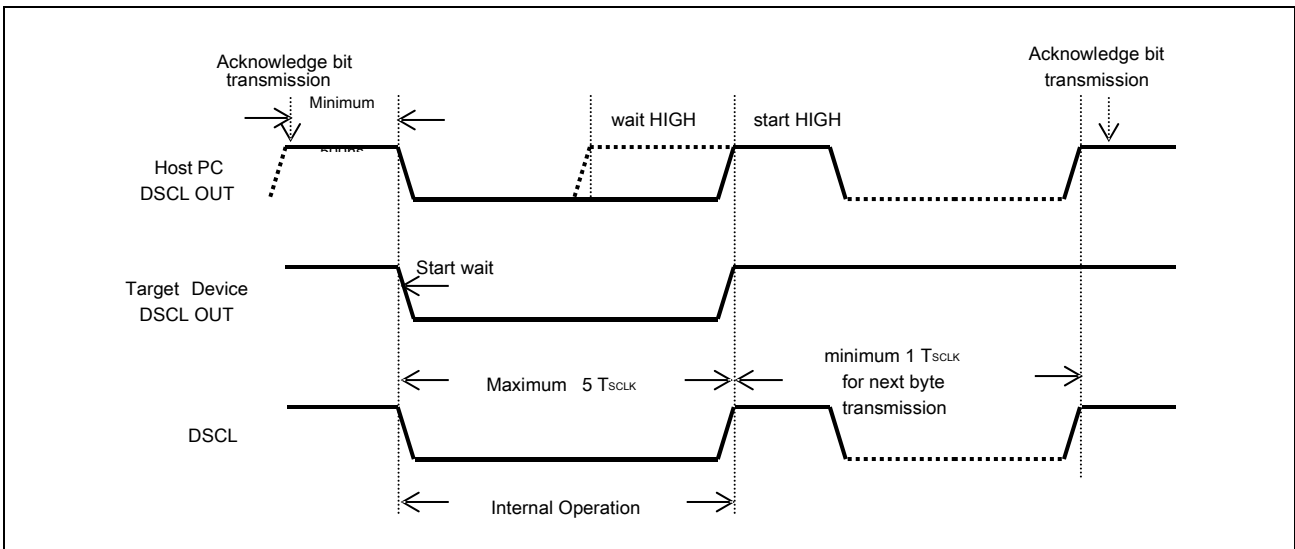 Acknowledge bit
transmission
Acknowledge bit
transmission
Minimum
wait HIGH
start HIGH
Host PC
DSCL OUT
Start wait
Target Device
DSCL OUT
Maximum 5 TSCLK
minimum 1 TSCLK
for next byte
transmission
DSCL
Internal Operation